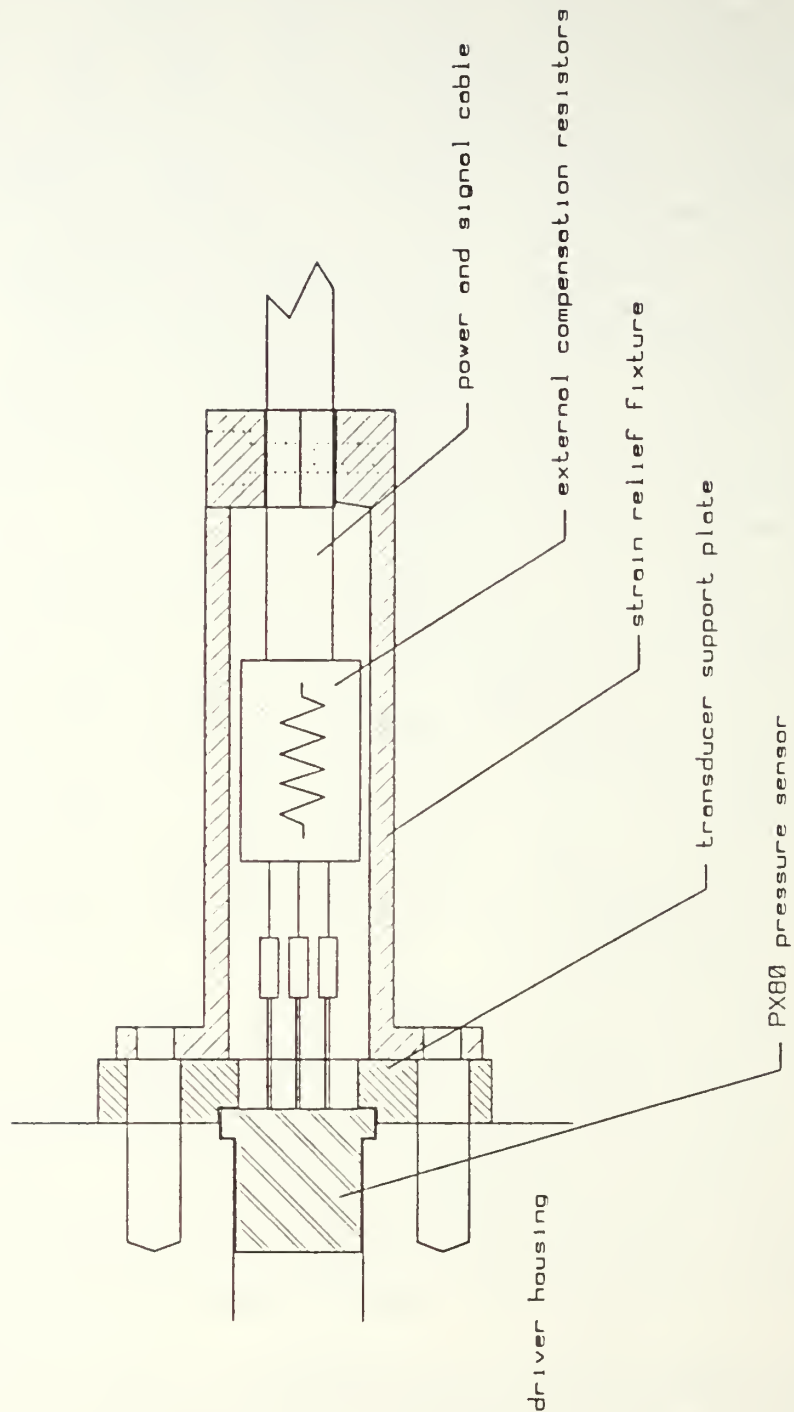 power and signal cable
external compensation resistors
strain relief fixture
transducer support plate
PX80 pressure sensor
driver housing